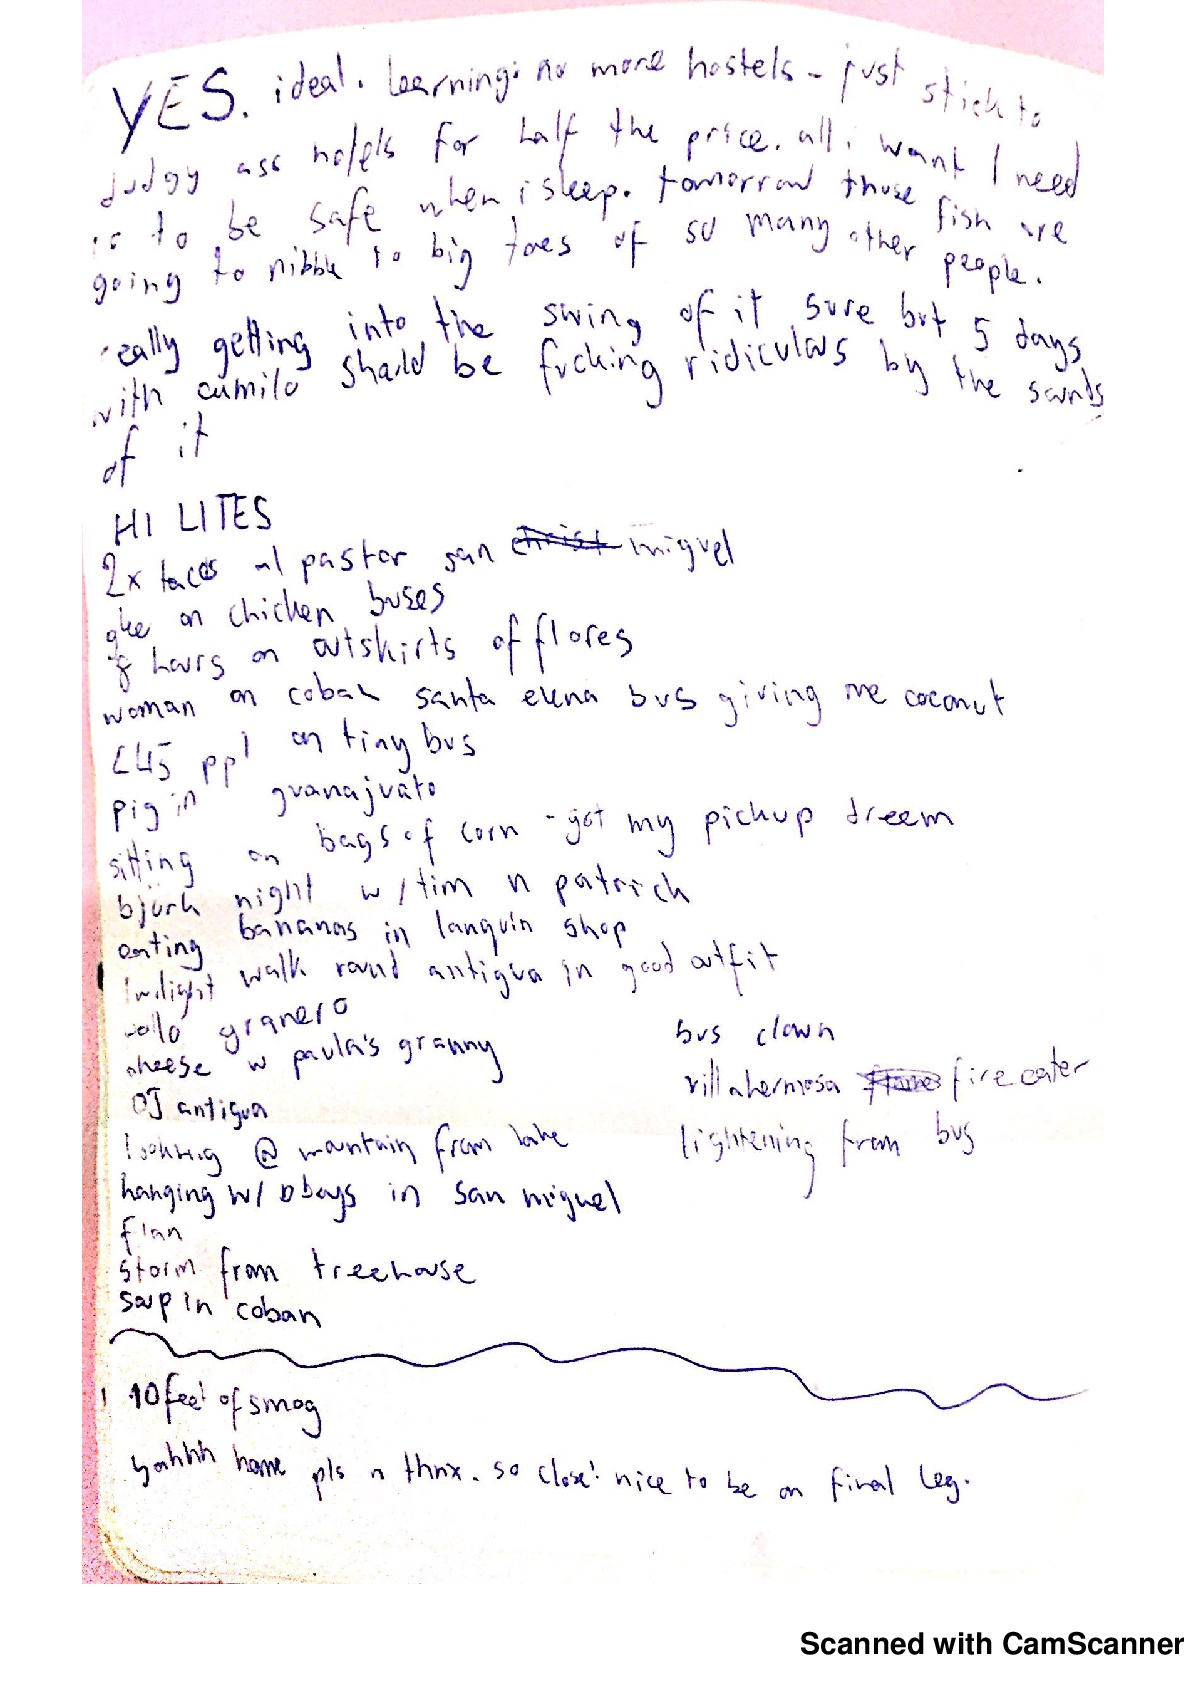 YES. ideal. learning: no more hostels - just stick to
dudgy ass hotels for half the price. all i want / need
is to be safe when i sleep. tomorrow those fish are
going to nibble to big toes of so many other people.
really getting into the swing of it sure but 5 days
with camilo should be fucking ridiculous by the sounds
of it
HI LITES
2x tacos al pastor san miguel
glee on chicken buses
8 hours on outskirts of flores
woman on coban santa elena bus giving me coconut
45 ppl on tiny bus
pig in guanajuato
sitting on bags of corn - got my pickup dreem
bjork night w/ tim n patrick
eating bananas in lanquin shop
twilight walk round antigua in good outfit
granero
cheese w paula's granny
OJ antigua
looking @ mountain from lake
hanging w/ boys in san miguel
flan
storm from treehouse
soup in coban
bus clown
villahermosa fire eater
lightening from bus
10 feet of smog
yahhhh home pls n thnx. so close! nice to be on final leg.
Scanned with CamScanner